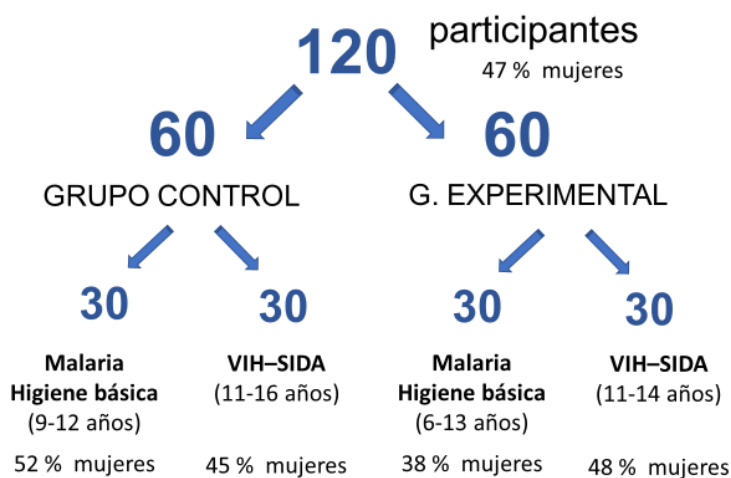 120 participantes
47 % mujeres
60 60
GRUPO CONTROL G. EXPERIMENTAL
30 30 30 30
Malaria VIH–SIDA Malaria VIH–SIDA
Higiene básica (11-16 años) Higiene básica (11-14 años)
(9-12 años) (6-13 años)
52 % mujeres 45 % mujeres 38 % mujeres 48 % mujeres